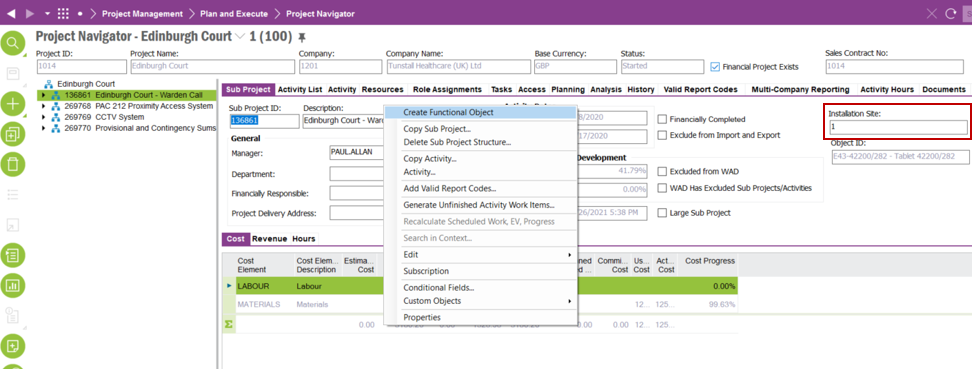 Project Management > Plan and Execute > Project Navigator
Project Navigator - Edinburgh Court 1 (100)
Project ID: Project Name: Company: Company Name: Base Currency: Status: Sales Contract No:
1014 Edinburgh Court 1201 Tunstall Healthcare (UK) Ltd GBP Started Financial Project Exists 1014
Edinburgh Court
136861 Edinburgh Court - Warden Call
269768 PAC 212 Proximity Access System
269769 CCTV System
269770 Provisional and Contingency Sums
Sub Project Activity List Activity Resources Role Assignments Tasks Access Planning Analysis History Valid Report Codes Multi-Company Reporting Activity Hours Documents
Sub Project ID: Description:
136861 Edinburgh Court - Ward
General
Manager: PAUL.ALLAN
Department:
Financially Responsible:
Project Delivery Address:
Create Functional Object
Copy Sub Project...
Delete Sub Project Structure...
Copy Activity...
Activity...
Add Valid Report Codes...
Generate Unfinished Activity Work Items...
Recalculate Scheduled Work, EV, Progress
Search in Context...
Edit
Subscription
Conditional Fields...
Custom Objects
Properties
8/2020 Financially Completed
17/2020 Exclude from Import and Export
Development
41.79% Excluded from WAD
0.00% WAD Has Excluded Sub Projects/Activities
26/2021 5:38 PM Large Sub Project
Installation Site:
1
Object ID:
E43-42200/282 - Tablet 42200/282
Cost Revenue Hours
Cost Element Cost Elem... Description Estima... Cost Commi... Cost Us... Cost Act... Cost Cost Progress
LABOUR Labour 0.00%
MATERIALS Materials 12... 125... 99.63%
0.00 0.00 0.00 12... 125...